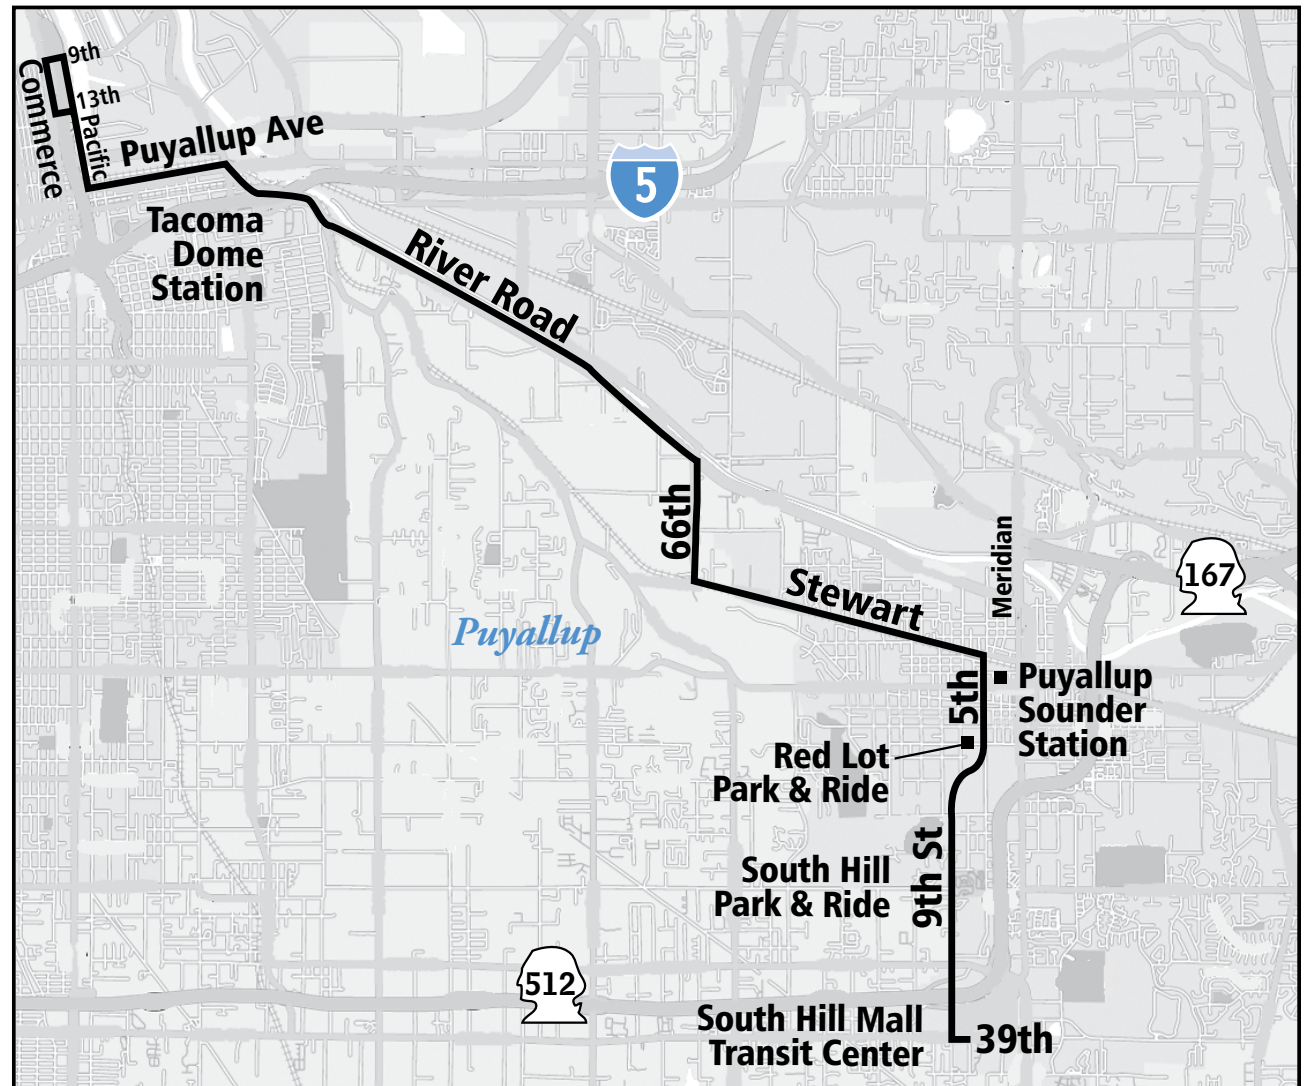 9th
Commerce
13th
Pacific
Puyallup Ave
5
Tacoma
Dome
Station
River Road
66th
Meridian
167
Stewart
Puyallup
5th
Puyallup
Sounder
Station
Red Lot
Park & Ride
9th St
South Hill
Park & Ride
512
South Hill Mall
Transit Center
39th